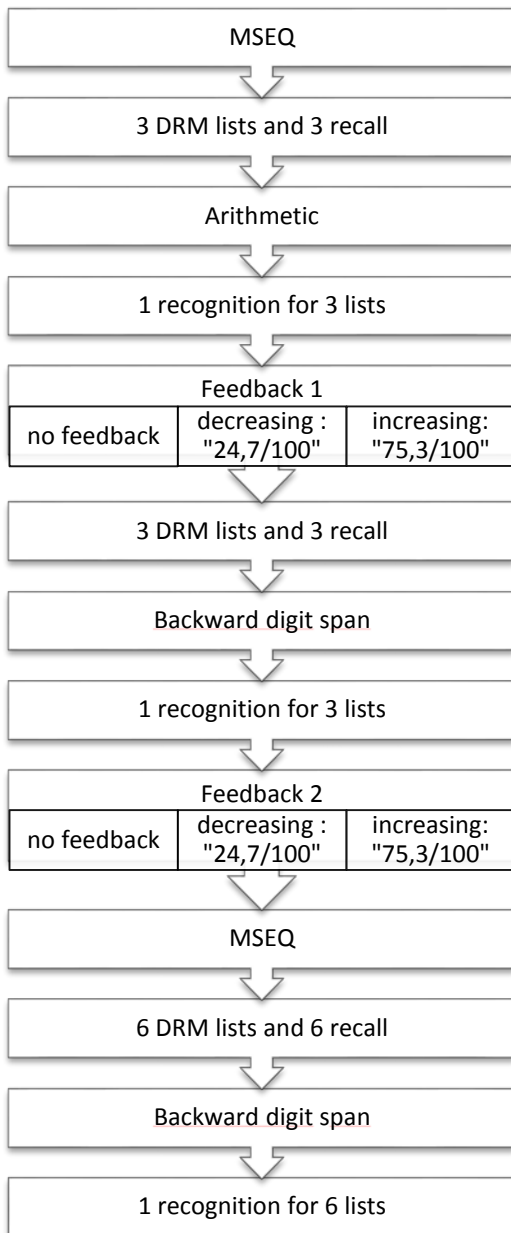 MSEQ
3 DRM lists and 3 recall
Arithmetic
1 recognition for 3 lists
Feedback 1
no feedback
decreasing :
"24,7/100"
increasing:
"75,3/100"
3 DRM lists and 3 recall
Backward digit span
1 recognition for 3 lists
Feedback 2
no feedback
decreasing :
"24,7/100"
increasing:
"75,3/100"
MSEQ
6 DRM lists and 6 recall
Backward digit span
1 recognition for 6 lists